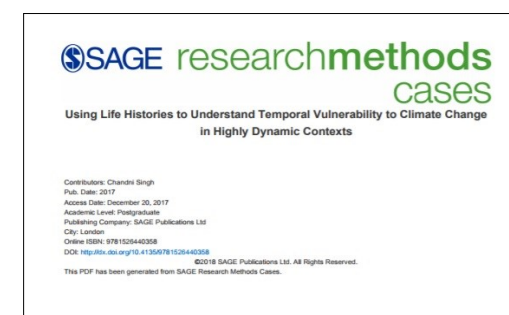 SAGE researchmethods
cases
Using Life Histories to Understand Temporal Vulnerability to Climate Change
in Highly Dynamic Contexts
Contributors: Chandni Singh
Pub. Date: 2017
Access Date: December 20, 2017
Academic Level: Postgraduate
Publishing Company: SAGE Publications Ltd
City: London
Online ISBN: 9781526440358
DOI: http://dx.doi.org/10.4135/9781526440358
©2018 SAGE Publications Ltd. All Rights Reserved.
This PDF has been generated from SAGE Research Methods Cases.